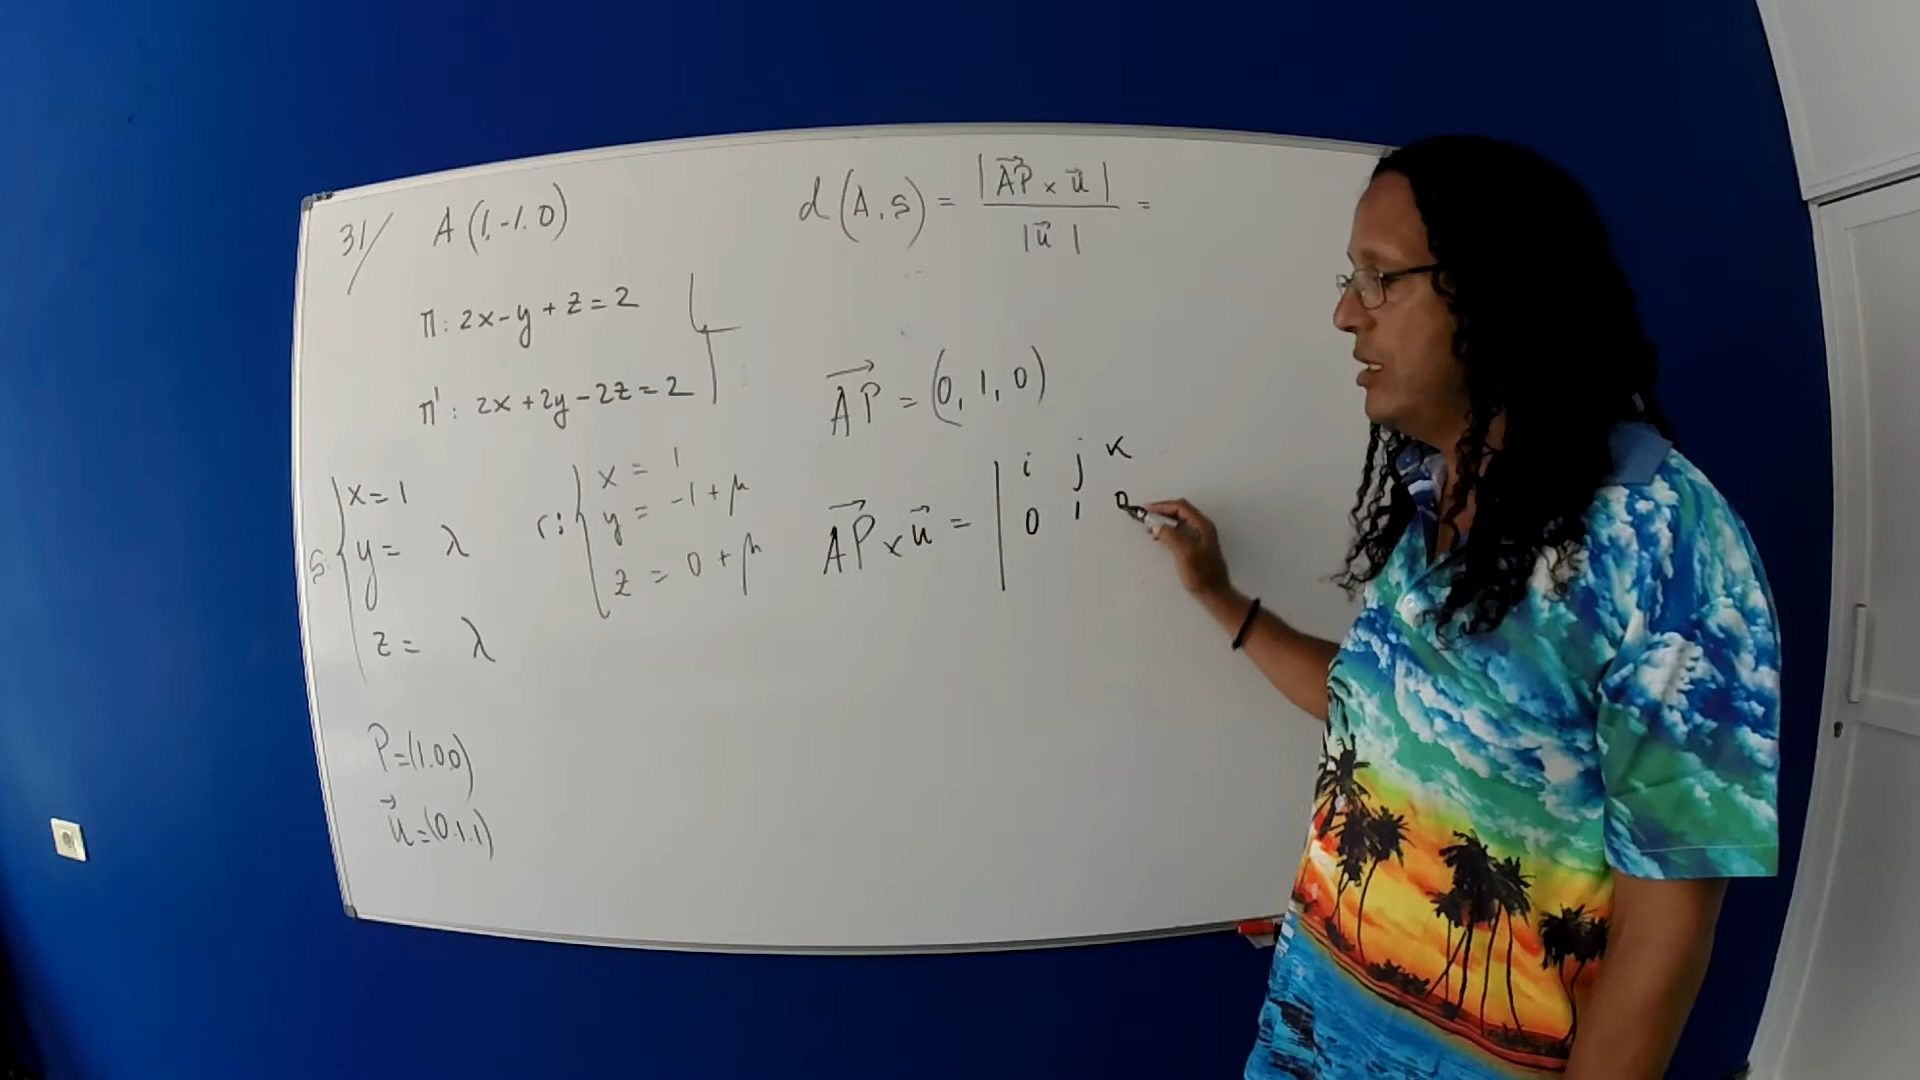 31/ A(1,-1.0)
π: 2x-y+z=2
π': 2x+2y-2z=2
s: { x=1
y= λ
z= λ
r: { x = 1
y = -1+μ
z = 0+μ
P=(1.0.0)
u⃗=(0.1.1)
d(A,s) = |AP⃗ × u⃗| / |u⃗| =
AP⃗ = (0,1,0)
AP⃗ × u⃗ = | i j k
0 1 0